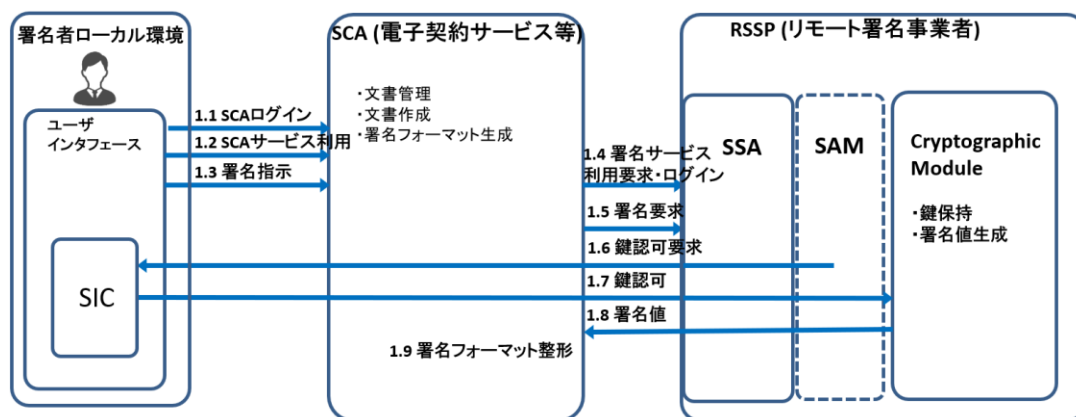 署名者ローカル環境
ユーザ
インタフェース
SIC
1.1 SCAログイン
1.2 SCAサービス利用
1.3 署名指示
SCA (電子契約サービス等)
・文書管理
・文書作成
・署名フォーマット生成
1.4 署名サービス
利用要求・ログイン
1.5 署名要求
1.6 鍵認可要求
1.7 鍵認可
1.8 署名値
1.9 署名フォーマット整形
RSSP (リモート署名事業者)
SSA
SAM
Cryptographic
Module
・鍵保持
・署名値生成